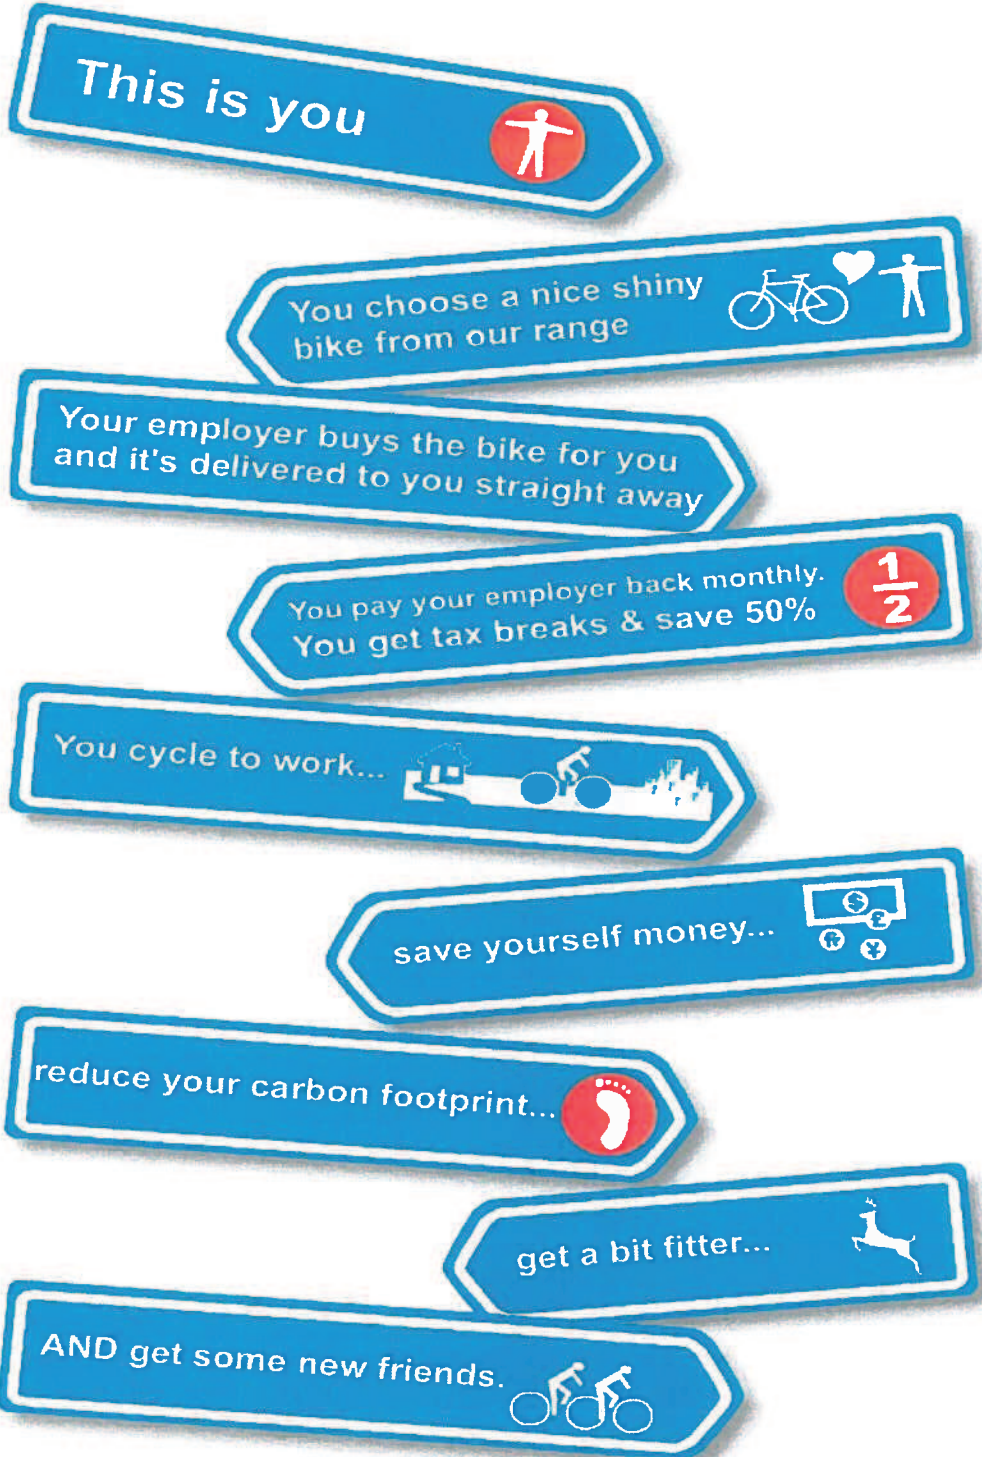 This is you
You choose a nice shiny
bike from our range
Your employer buys the bike for you
and it's delivered to you straight away
You pay your employer back monthly.
You get tax breaks & save 50%
1
2
You cycle to work...
save yourself money...
$
£
¥
reduce your carbon footprint...
get a bit fitter...
AND get some new friends.